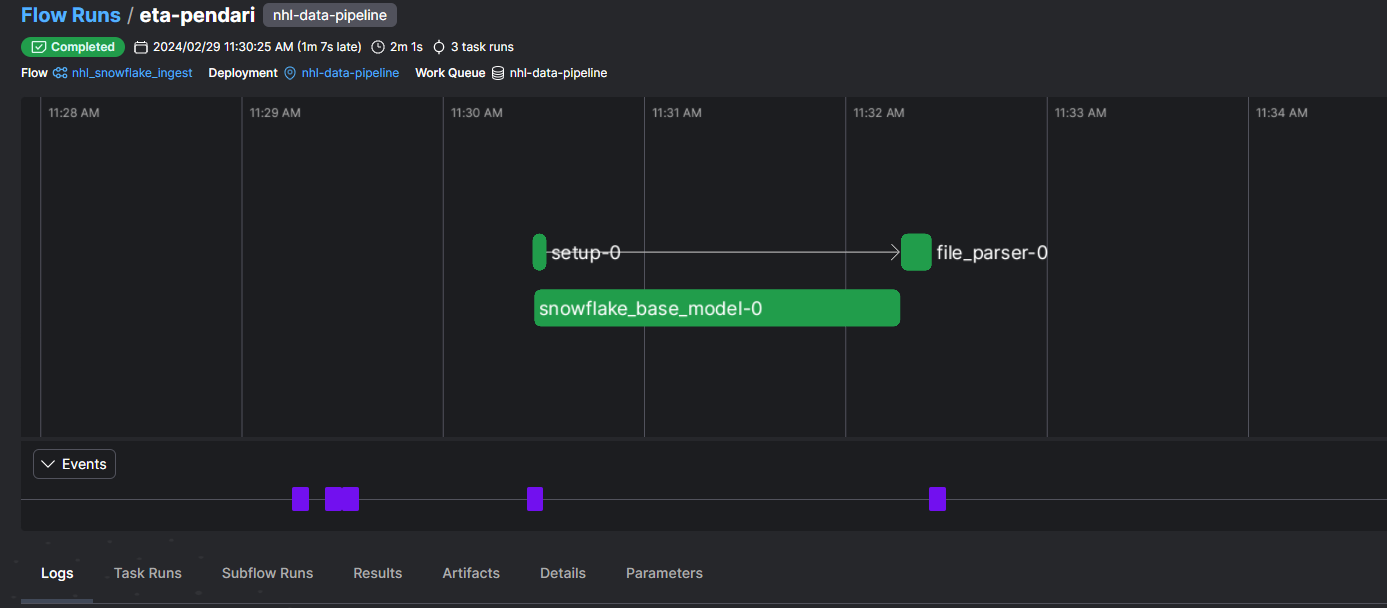 Flow Runs / eta-pendari nhl-data-pipeline
Completed 2024/02/29 11:30:25 AM (1m 7s late) 2m 1s 3 task runs
Flow nhl_snowflake_ingest Deployment nhl-data-pipeline Work Queue nhl-data-pipeline
11:28 AM 11:29 AM 11:30 AM 11:31 AM 11:32 AM 11:33 AM 11:34 AM
setup-0 file_parser-0
snowflake_base_model-0
Events
Logs Task Runs Subflow Runs Results Artifacts Details Parameters